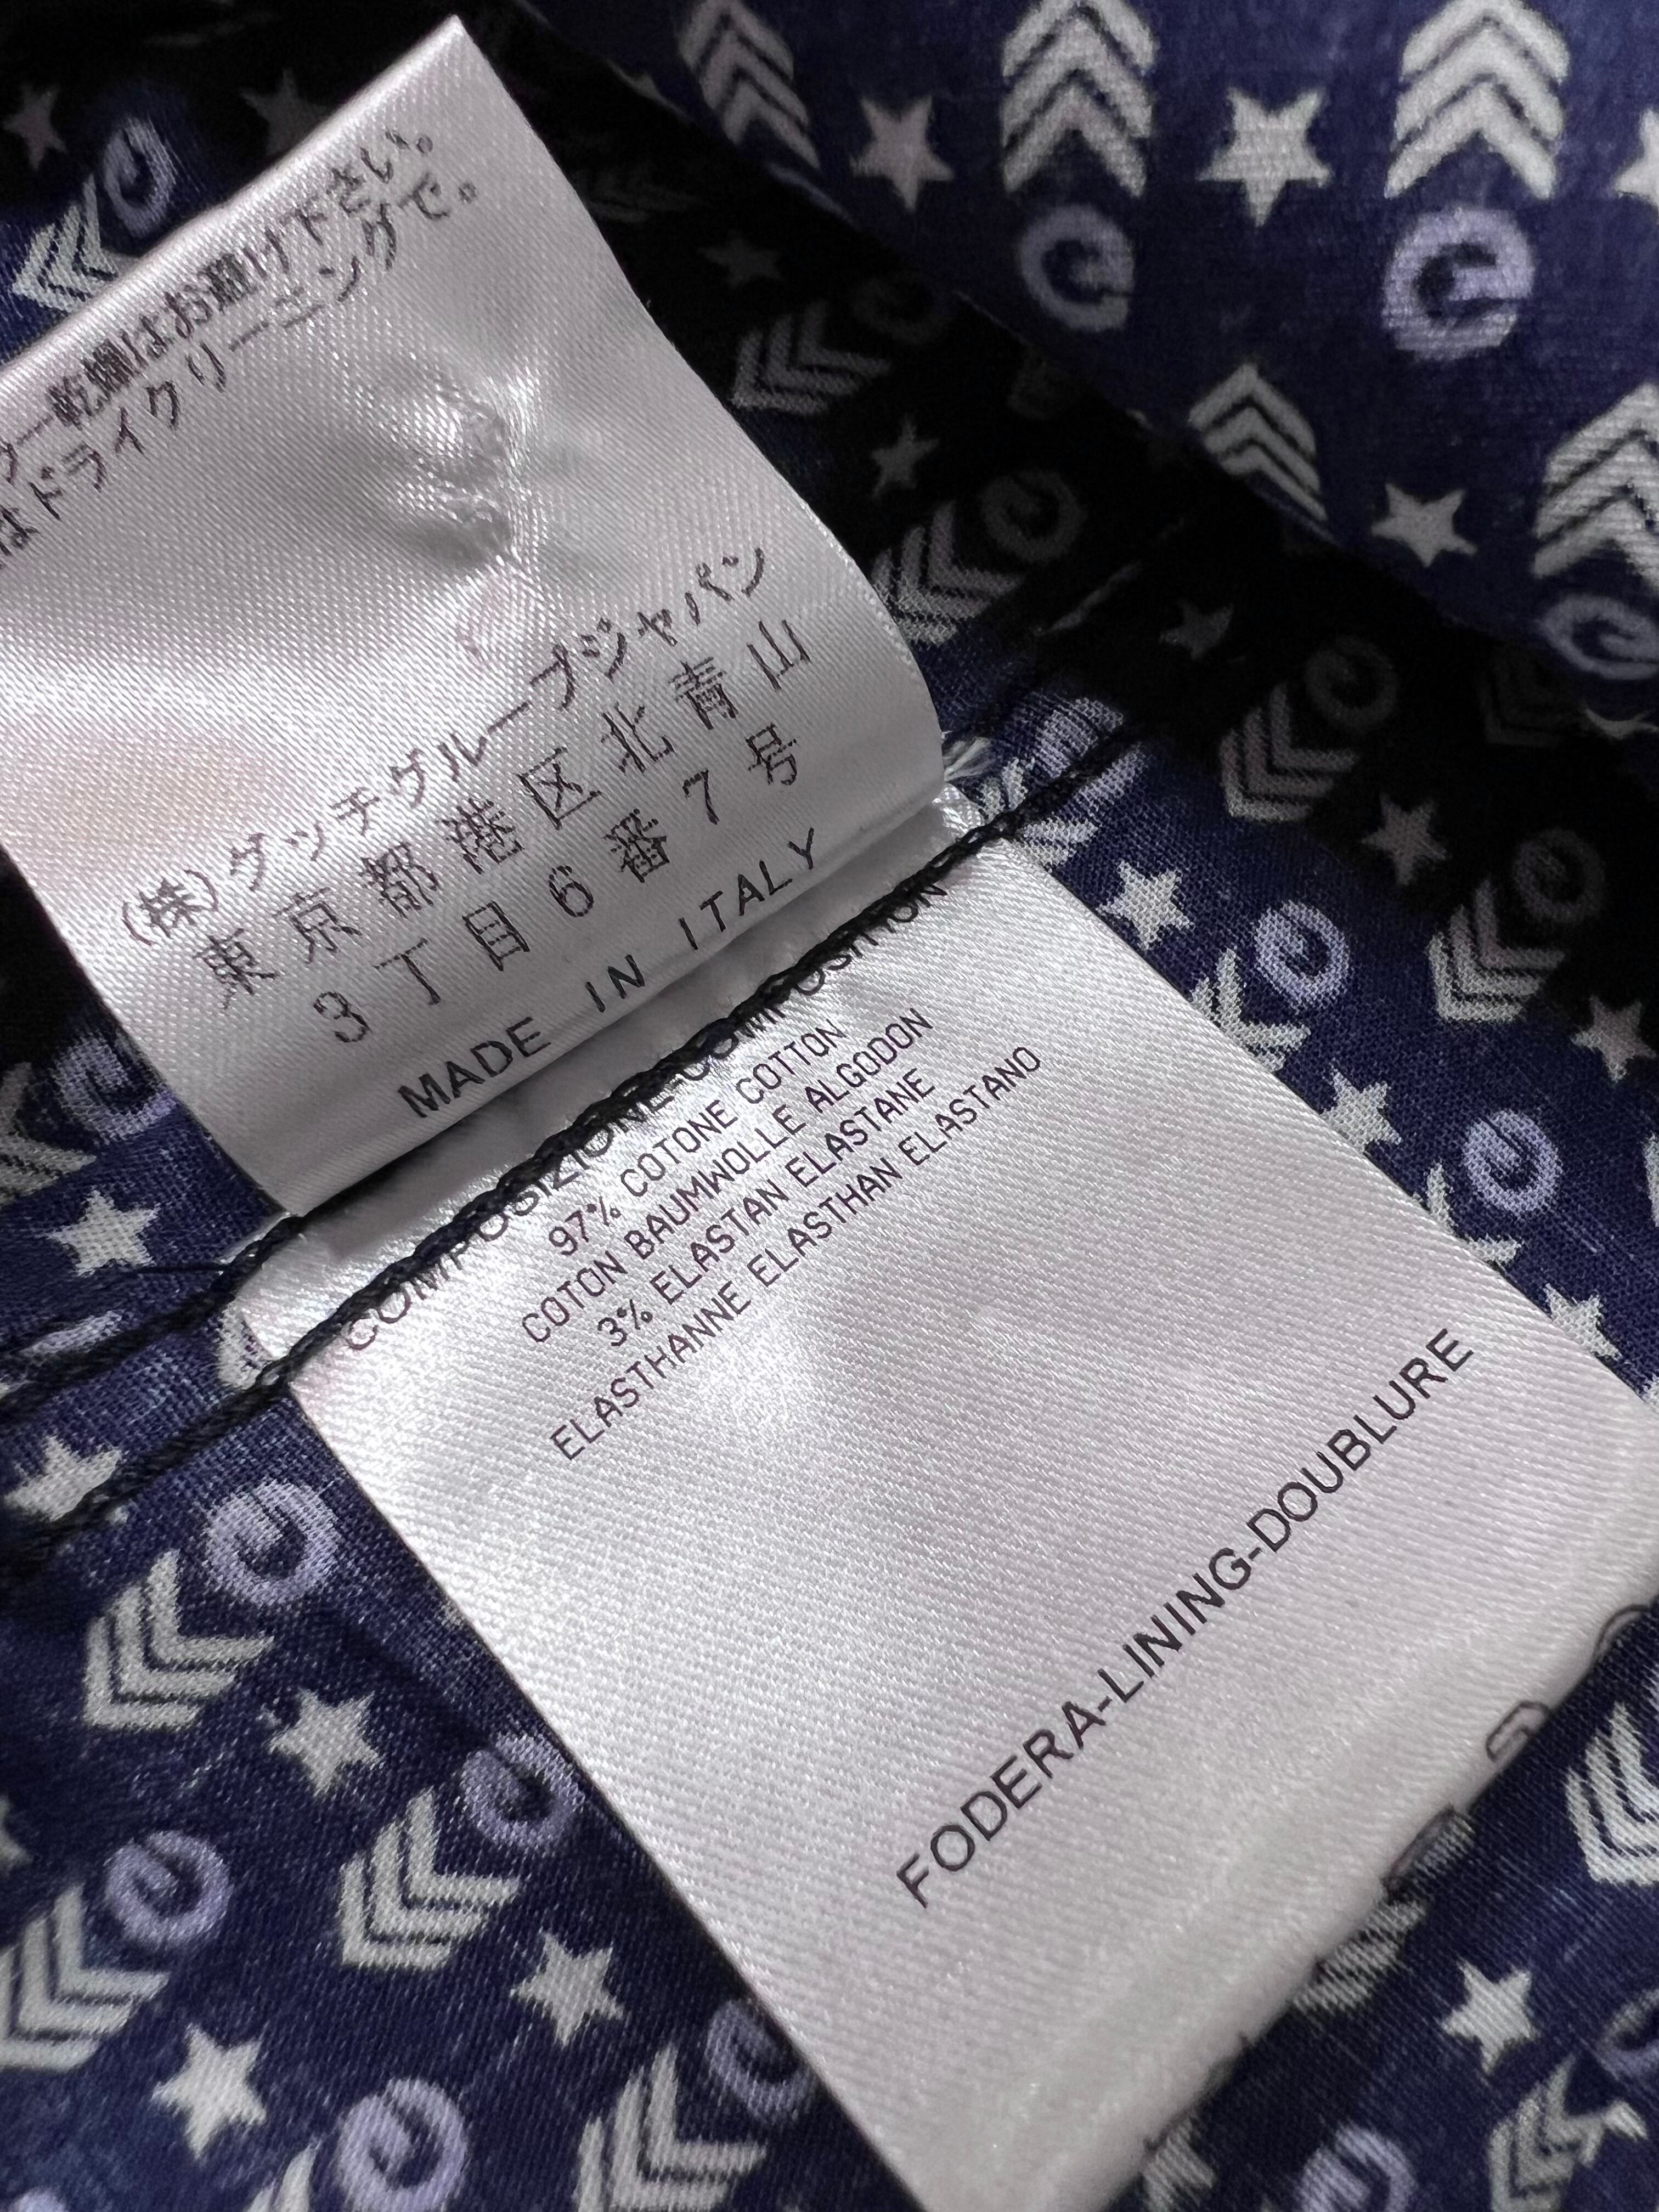 ー乾燥はお避け下さい。
はドライクリーニングで。
(株)ダッチグループジャパン
東京都港区北青山
3丁目6番7号
MADE IN ITALY
COMPOSIZIONE-COMPOSITION
97% COTONE COTTON
COTON BAUMWOLLE ALGODON
3% ELASTAN ELASTANE
ELASTHANNE ELASTHAN ELASTANO
FODERA-LINING-DOUBLURE